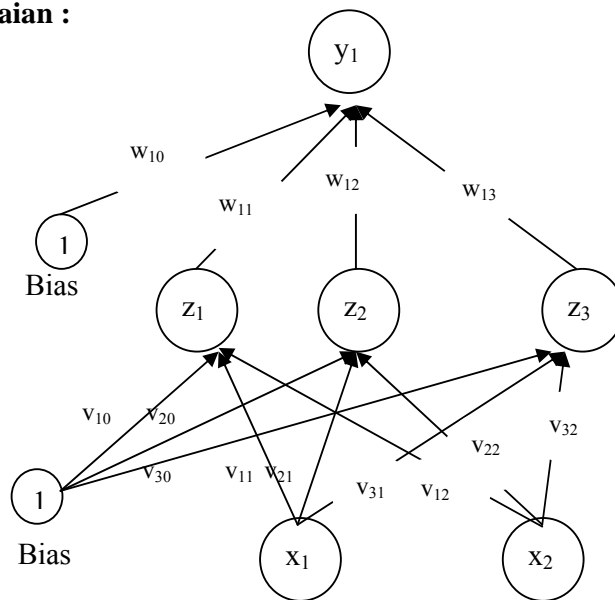 aian :
y₁
w₁₀
w₁₁
w₁₂
w₁₃
1
Bias
z₁
z₂
z₃
v₁₀
v₂₀
v₃₀
v₁₁
v₂₁
v₃₁
v₁₂
v₂₂
v₃₂
1
Bias
x₁
x₂